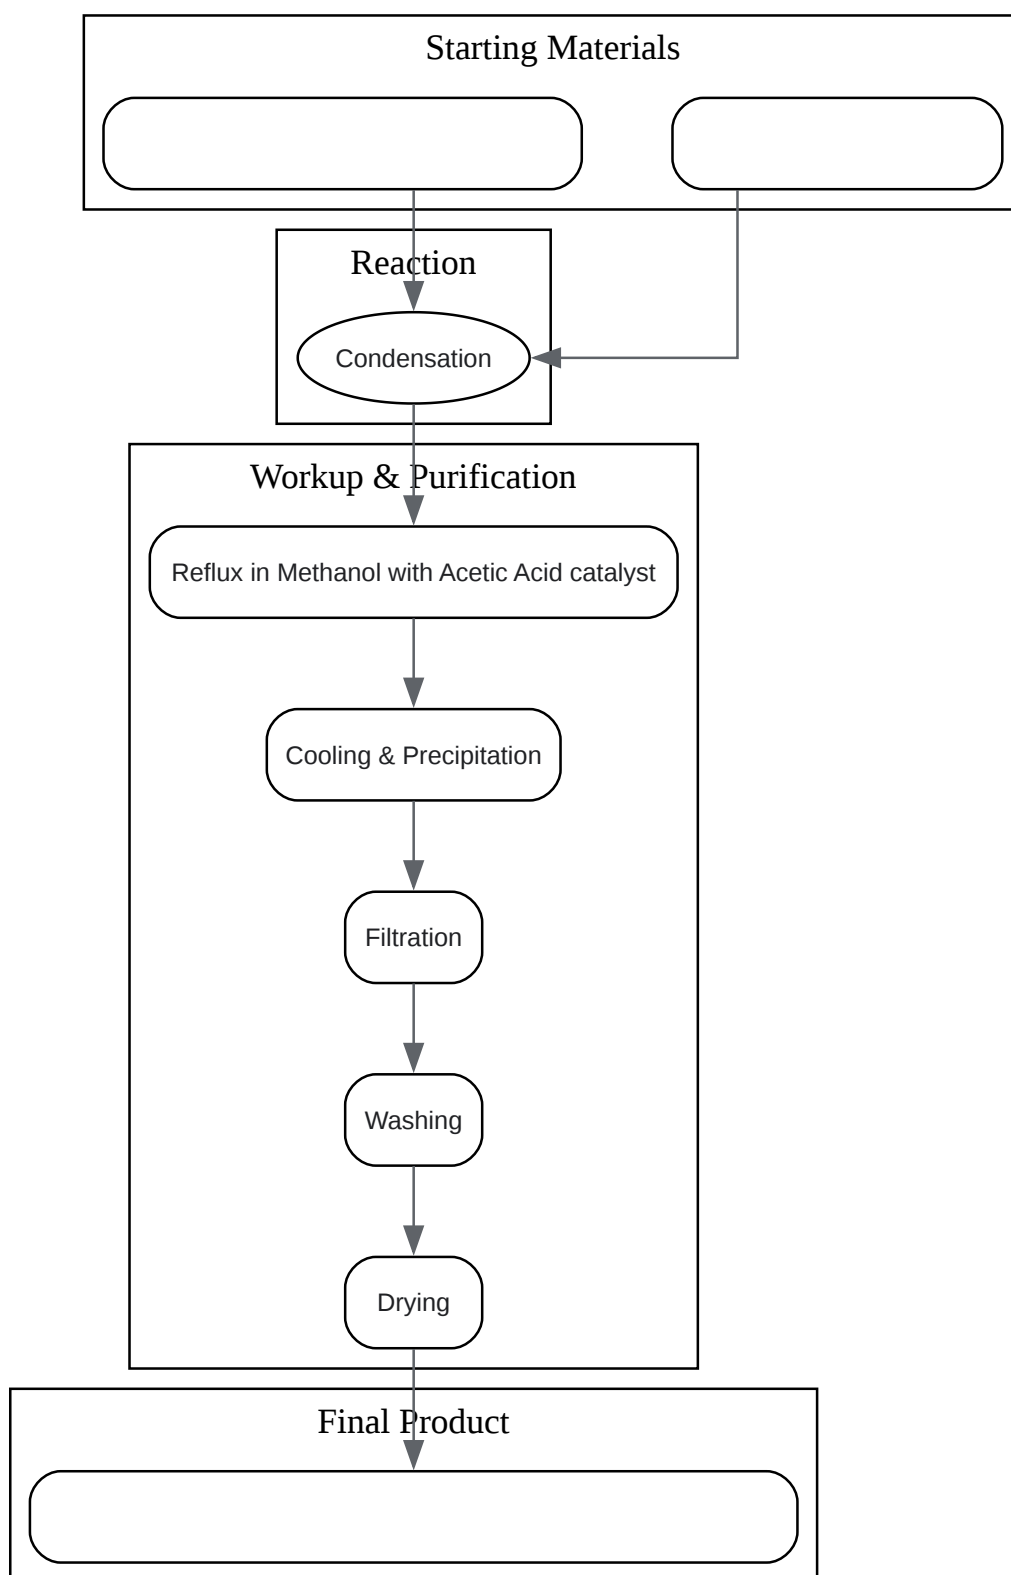 Starting Materials
Reaction
Condensation
Workup & Purification
Reflux in Methanol with Acetic Acid catalyst
Cooling & Precipitation
Filtration
Washing
Drying
Final Product